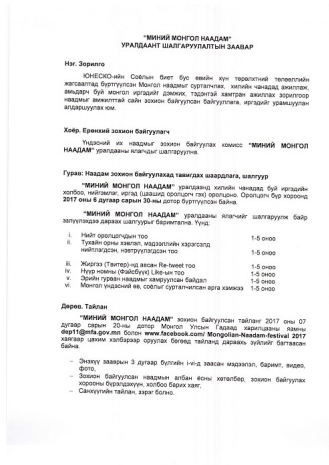 "МИНИЙ МОНГОЛ НААДАМ"
УРАЛДААНТ ШАЛГАРУУЛАЛТЫН ЗААВАР
Нэг. Зорилго
ЮНЕСКО-ийн Соёлын биет бус өвийн хүн төрөлхтний төлөөллийн
жагсаалтад бүртгүүлсэн Монгол наадмыг сурталчлах, хилийн чанадад ажиллаж,
амьдарч буй монгол иргэдийг дэмжих, тэдэнтэй хамтран ажиллах зорилгоор
наадмыг амжилттай сайн зохион байгуулсан байгууллага, иргэдийг урамшуулан
алдаршуулах юм.
Хоёр. Ерөнхий зохион байгуулагч
Үндэсний их наадмыг зохион байгуулах комисс "МИНИЙ МОНГОЛ
НААДАМ" уралдааны ялагчдыг шалгаруулна.
Гурав: Наадам зохион байгуулахад тавигдах шаардлага, шалгуур
"МИНИЙ МОНГОЛ НААДАМ" уралдаанд хилийн чанадад буй иргэдийн
холбоо, нийгэмлэг, иргэд (цаашид оролцогч гэх) оролцоно. Оролцогч бүр хороонд
2017 оны 6 дугаар сарын 30-ны дотор бүртгүүлсэн байна.
"МИНИЙ МОНГОЛ НААДАМ" уралдааны ялагчийг шалгаруулж байр
эзлүүлэхдээ дараах шалгуурыг баримтална. Үүнд:
i. Нийт оролцогчдын тоо 1-5 оноо
ii. Тухайн орны хэвлэл, мэдээллийн хэрэгсэлд
нийтлэгдсэн, нэвтрүүлэгдсэн тоо 1-5 оноо
iii. Жиргээ (Твитер)-нд авсан Re-tweet тоо 1-5 оноо
iv. Нүүр номны (Фэйсбүүк) Like-ын тоо 1-5 оноо
v. Эрийн гурван наадмыг хамруулсан байдал 1-5 оноо
vi. Монгол үндэсний өв, соёлыг сурталчилсан арга хэмжээ 1-5 оноо
Дөрөв. Тайлан
"МИНИЙ МОНГОЛ НААДАМ" зохион байгуулсан тайланг 2017 оны 07
дугаар сарын 20-ны дотор Монгол Улсын Гадаад харилцааны яамны
dep11@mfa.gov.mn болон www.facebook.com/ Mongolian-Naadam-festival 2017
хаягаар цахим хэлбэрээр оруулах бөгөөд тайланд дараахь зүйлийг багтаасан
байна.
– Энэхүү зааврын 3 дугаар бүлгийн i-vi-д заасан мэдээлэл, баримт, видео,
фото,
– Зохион байгуулсан наадмын албан ёсны хөтөлбөр, зохион байгуулах
хорооны бүрэлдэхүүн, холбоо барих хаяг,
– Санхүүгийн тайлан, зэрэг болно.